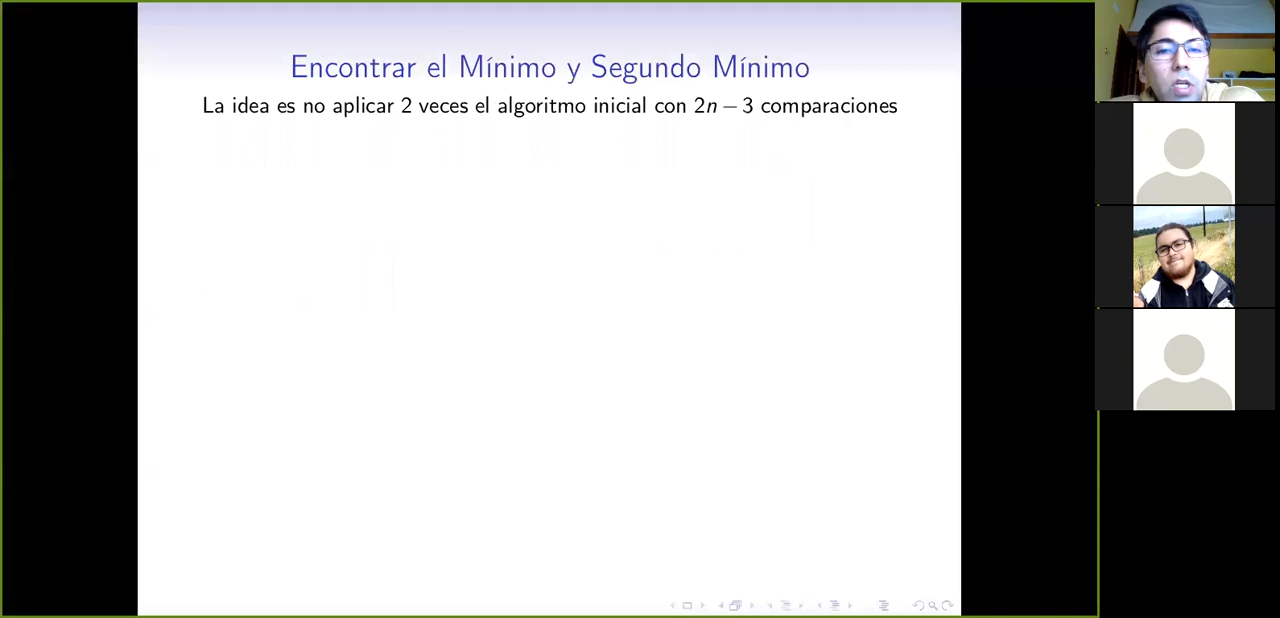 Encontrar el Mínimo y Segundo Mínimo
La idea es no aplicar 2 veces el algoritmo inicial con 2n − 3 comparaciones